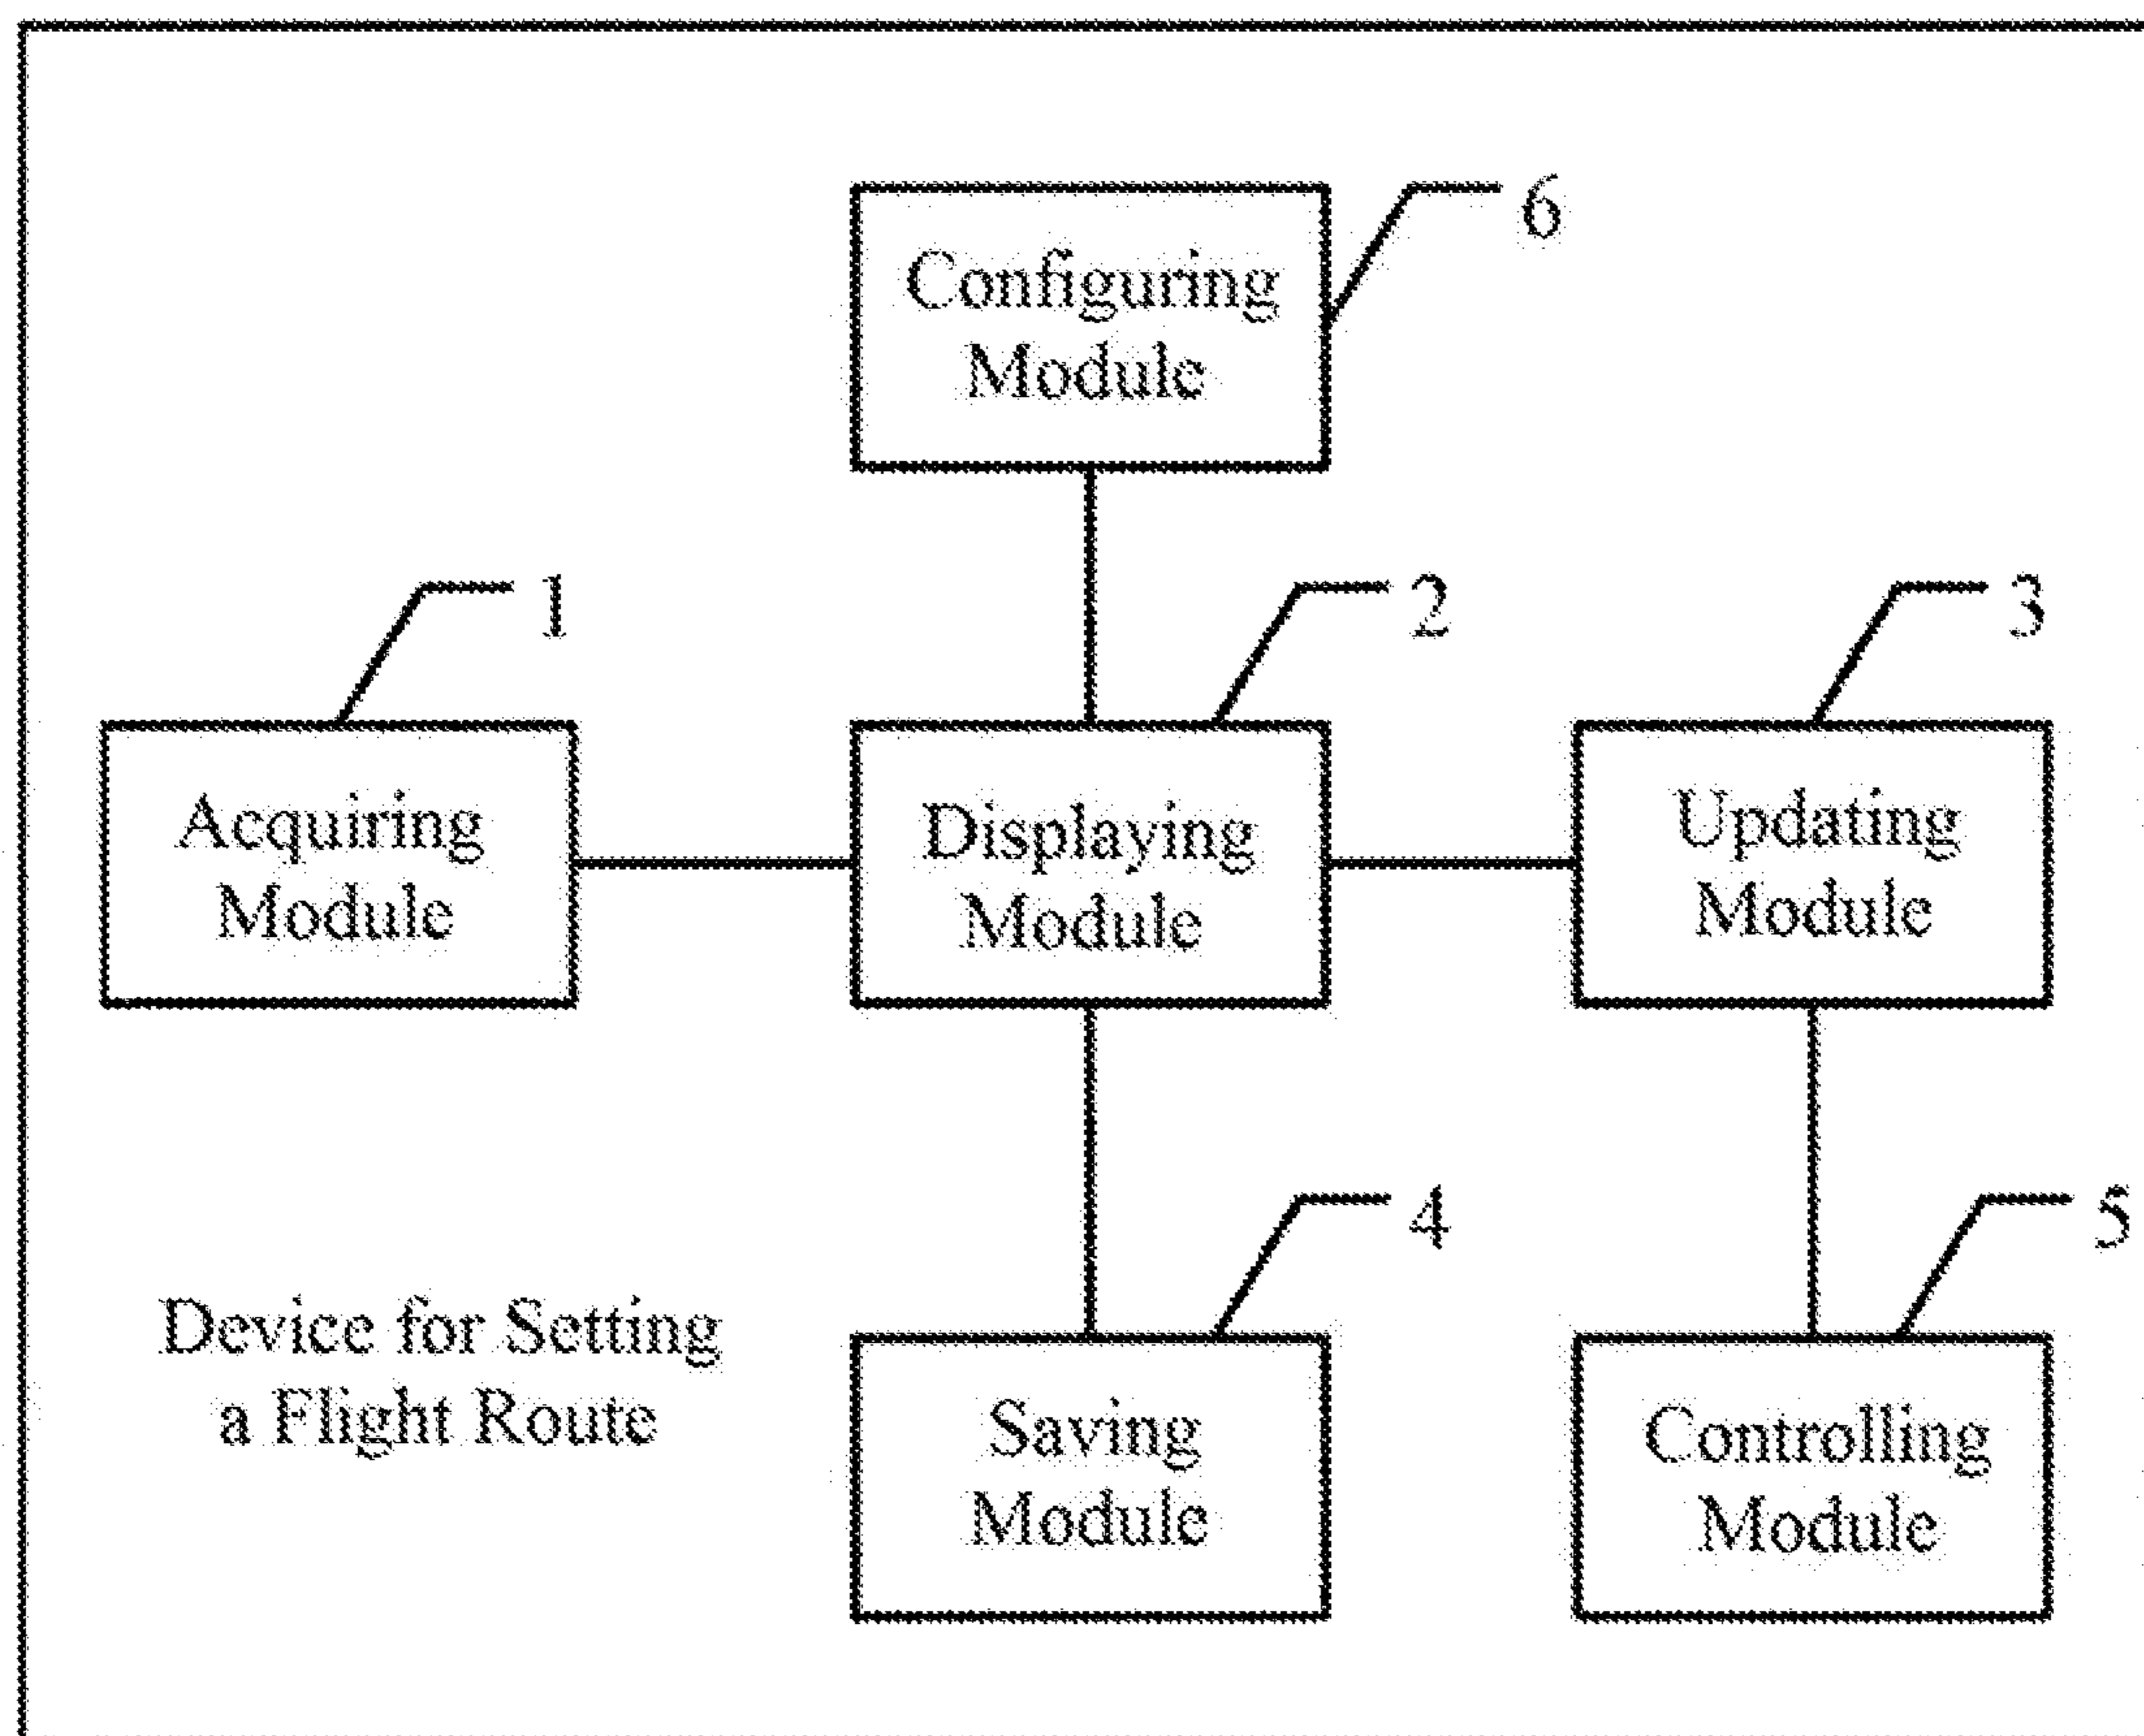 6
Configuring
Module
1
2
3
Acquiring
Module
Displaying
Module
Updating
Module
4
5
Device for Setting
a Flight Route
Saving
Module
Controlling
Module